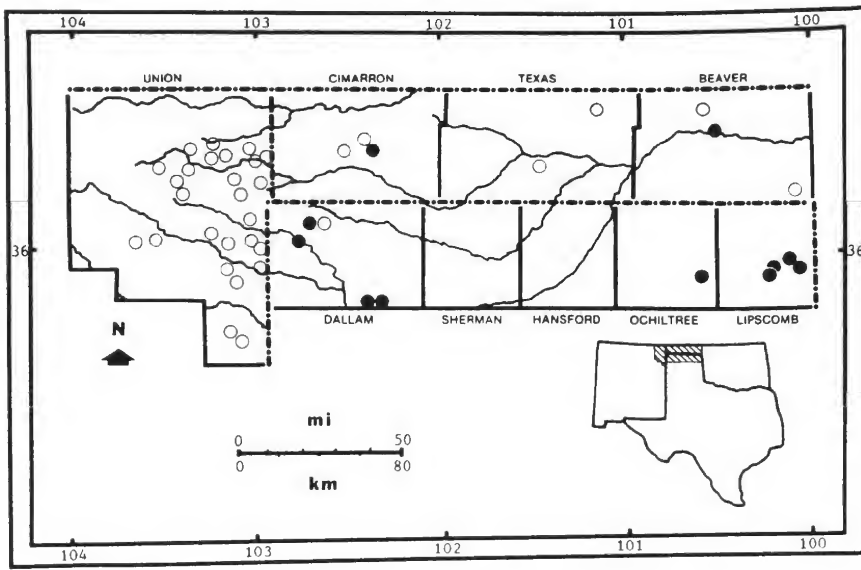 104 103 102 101 100
UNION CIMARRON TEXAS BEAVER
36 36
DALLAM SHERMAN HANSFORD OCHILTREE LIPSCOMB
N
mi
0 50
0 80
km
104 103 102 101 100